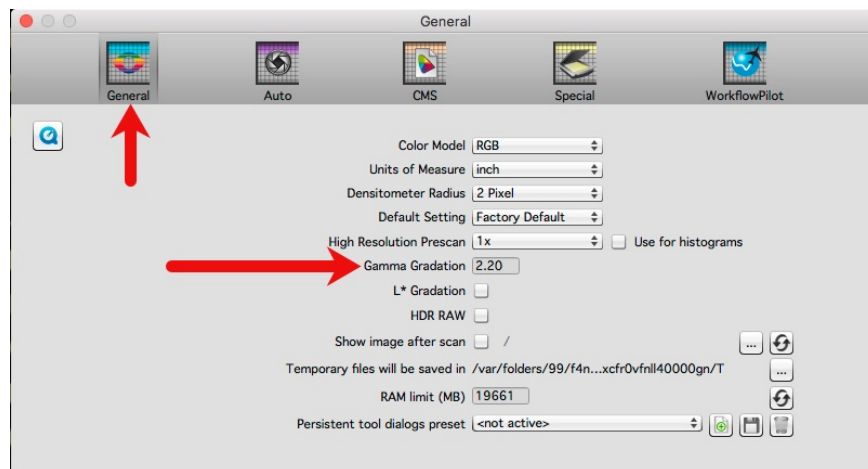 General
General Auto CMS Special WorkflowPilot
Color Model RGB
Units of Measure inch
Densitometer Radius 2 Pixel
Default Setting Factory Default
High Resolution Prescan 1x Use for histograms
Gamma Gradation 2.20
L* Gradation
HDR RAW
Show image after scan / ...
Temporary files will be saved in /var/folders/99/f4n...xcfr0vfnll40000gn/T ...
RAM limit (MB) 19661
Persistent tool dialogs preset <not active>